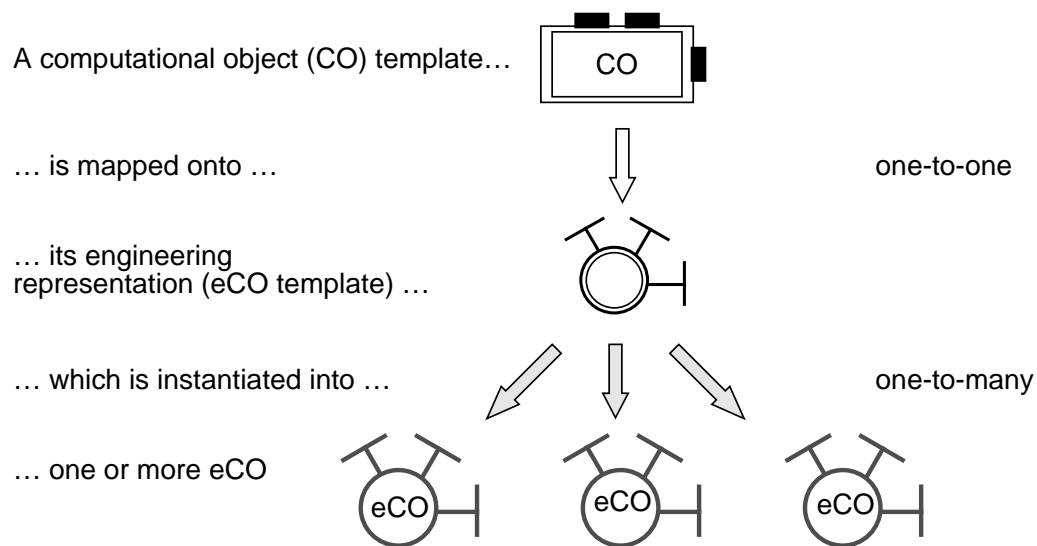 A computational object (CO) template…
CO
… is mapped onto …
one-to-one
… its engineering
representation (eCO template) …
… which is instantiated into …
one-to-many
… one or more eCO
eCO
eCO
eCO